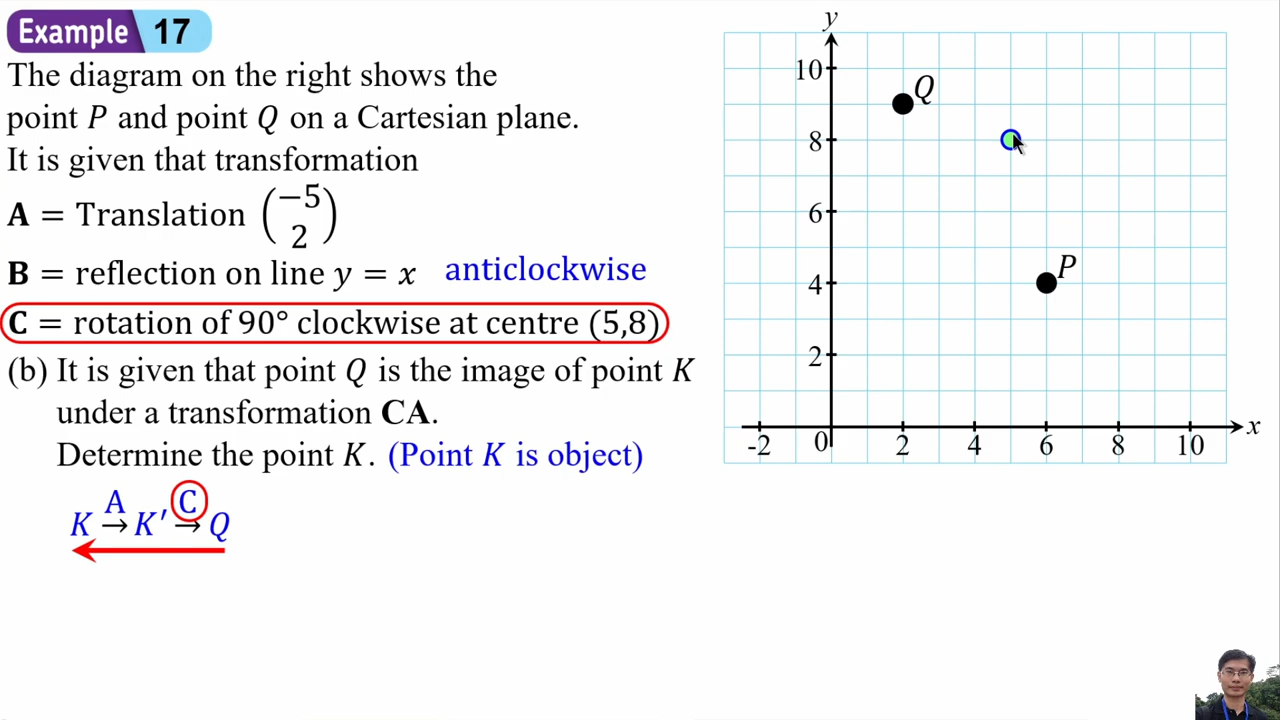 Example 17
The diagram on the right shows the
point P and point Q on a Cartesian plane.
It is given that transformation
A = Translation (−5
2)
B = reflection on line y = x anticlockwise
C = rotation of 90° clockwise at centre (5,8)
(b) It is given that point Q is the image of point K
under a transformation CA.
Determine the point K. (Point K is object)
A C
K → K′ → Q
y
10
8
6
4
2
Q
P
-2 0 2 4 6 8 10 x